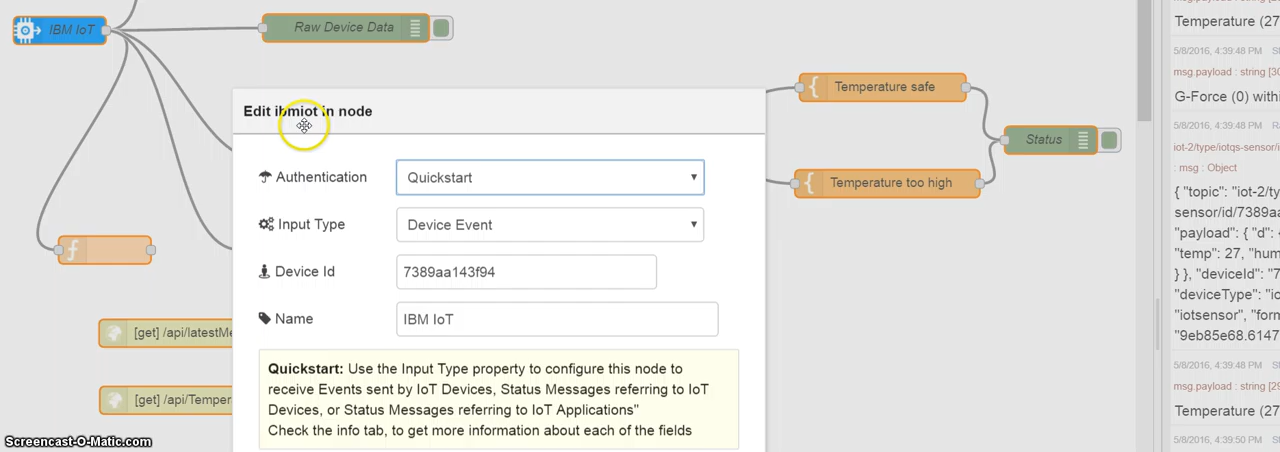 IBM IoT
Raw Device Data
Edit ibmiot in node
Authentication
Quickstart
Input Type
Device Event
Device Id
7389aa143f94
Name
IBM IoT
Quickstart: Use the Input Type property to configure this node to
receive Events sent by IoT Devices, Status Messages referring to IoT
Devices, or Status Messages referring to IoT Applications"
Check the info tab, to get more information about each of the fields
f
[get] /api/latestMe
[get] /api/Temper
Temperature safe
Temperature too high
Status
Temperature (27
5/8/2016, 4:39:48 PM
msg.payload : string [30
G-Force (0) within
5/8/2016, 4:39:48 PM
iot-2/type/iotqs-sensor/i
: msg : Object
{ "topic": "iot-2/ty
sensor/id/7389aa
"payload": { "d": {
"temp": 27, "hum
} }, "deviceId": "7
"deviceType": "io
"iotsensor", "form
"9eb85e68.6147
5/8/2016, 4:39:48 PM
msg.payload : string [29
Temperature (27
5/8/2016, 4:39:50 PM
Screencast-O-Matic.com